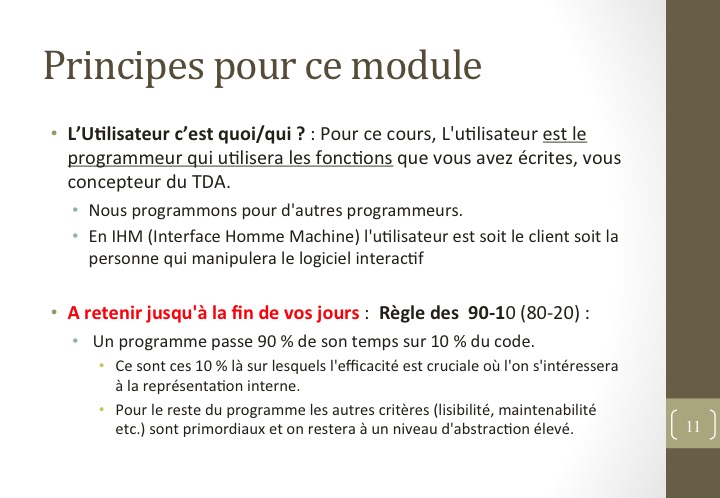 Principes pour ce module
• L'Utilisateur c'est quoi/qui ? : Pour ce cours, L'utilisateur est le
programmeur qui utilisera les fonctions que vous avez écrites, vous
concepteur du TDA.
• Nous programmons pour d'autres programmeurs.
• En IHM (Interface Homme Machine) l'utilisateur est soit le client soit la
personne qui manipulera le logiciel interactif
• A retenir jusqu'à la fin de vos jours : Règle des 90-10 (80-20) :
• Un programme passe 90 % de son temps sur 10 % du code.
• Ce sont ces 10 % là sur lesquels l'efficacité est cruciale où l'on s'intéressera
à la représentation interne.
• Pour le reste du programme les autres critères (lisibilité, maintenabilité
etc.) sont primordiaux et on restera à un niveau d'abstraction élevé.
11